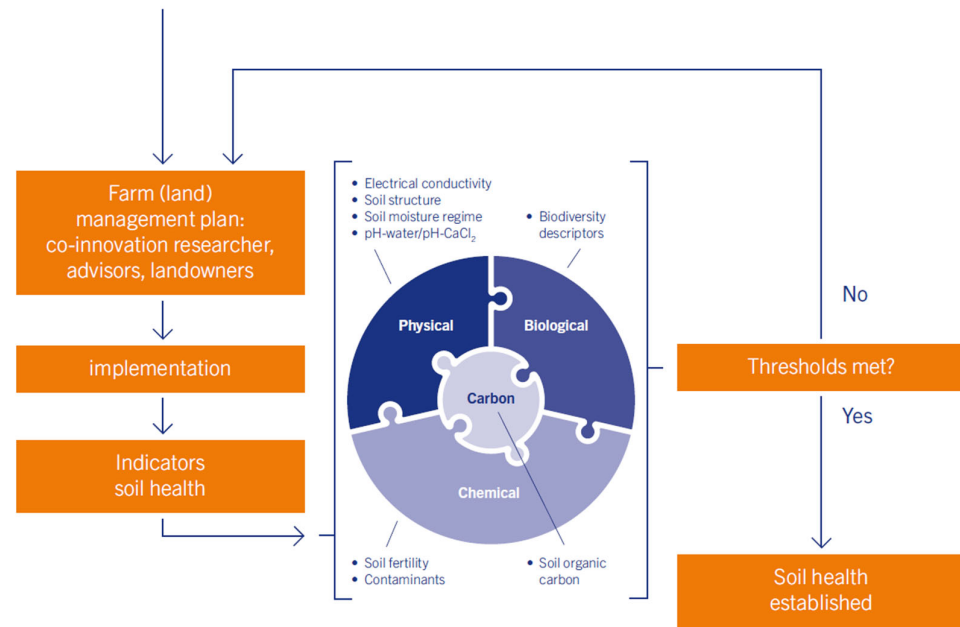 Farm (land)
management plan:
co-innovation researcher,
advisors, landowners
implementation
Indicators
soil health
• Electrical conductivity
• Soil structure
• Soil moisture regime
• pH-water/pH-CaCl₂
• Biodiversity
descriptors
Physical
Biological
Carbon
Chemical
• Soil fertility
• Contaminants
• Soil organic
carbon
No
Thresholds met?
Yes
Soil health
established